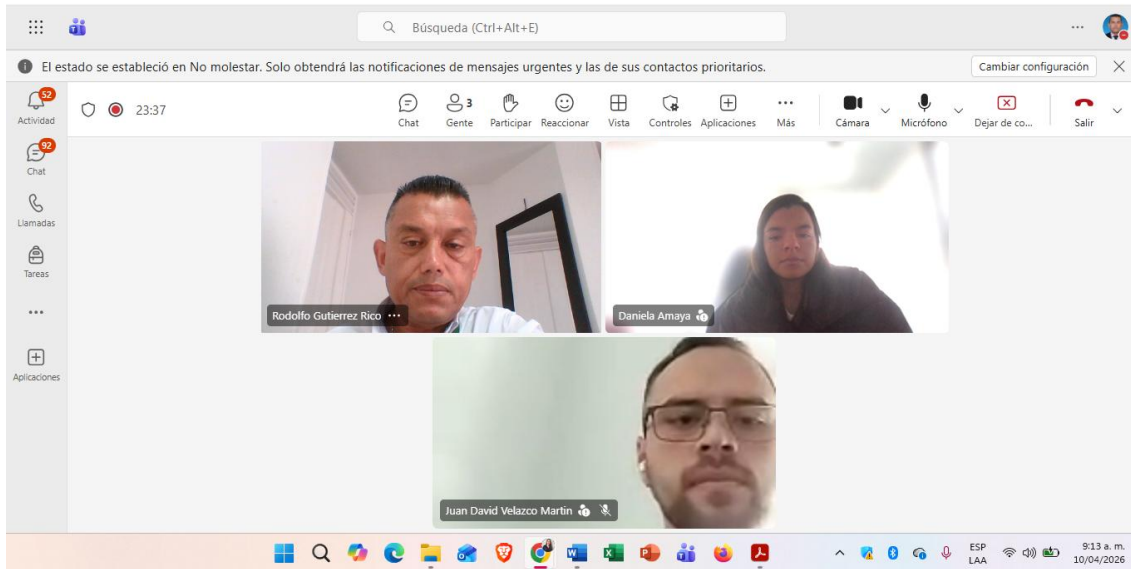 Búsqueda (Ctrl+Alt+E)
El estado se estableció en No molestar. Solo obtendrá las notificaciones de mensajes urgentes y las de sus contactos prioritarios.
Cambiar configuración
52
Actividad
23:37
Chat
3
Gente
Participar
Reaccionar
Vista
Controles
Aplicaciones
Más
Cámara
Micrófono
Dejar de co...
Salir
92
Chat
Llamadas
Tareas
Aplicaciones
Rodolfo Gutierrez Rico
Daniela Amaya
Juan David Velazco Martin
ESP
LAA
9:13 a. m.
10/04/2026